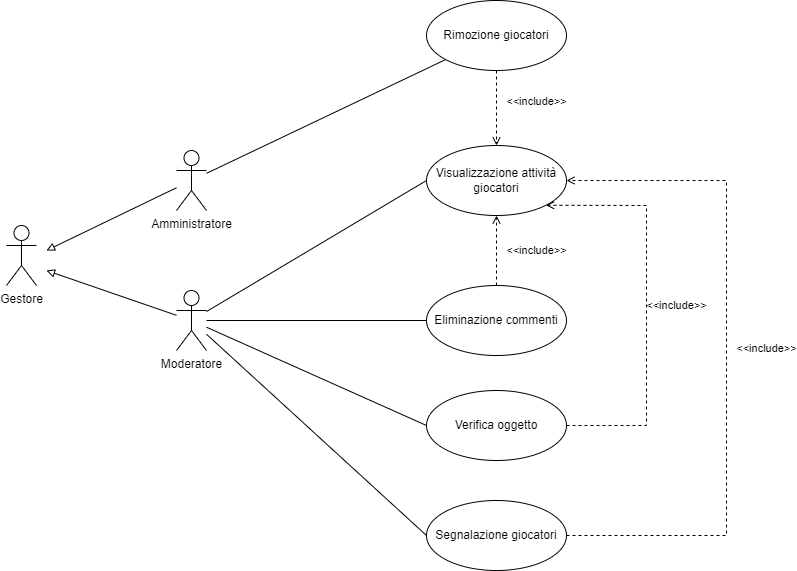 Rimozione giocatori
<<include>>
Amministratore
Visualizzazione attività
giocatori
<<include>>
Gestore
Moderatore
Eliminazione commenti
<<include>>
<<include>>
Verifica oggetto
Segnalazione giocatori